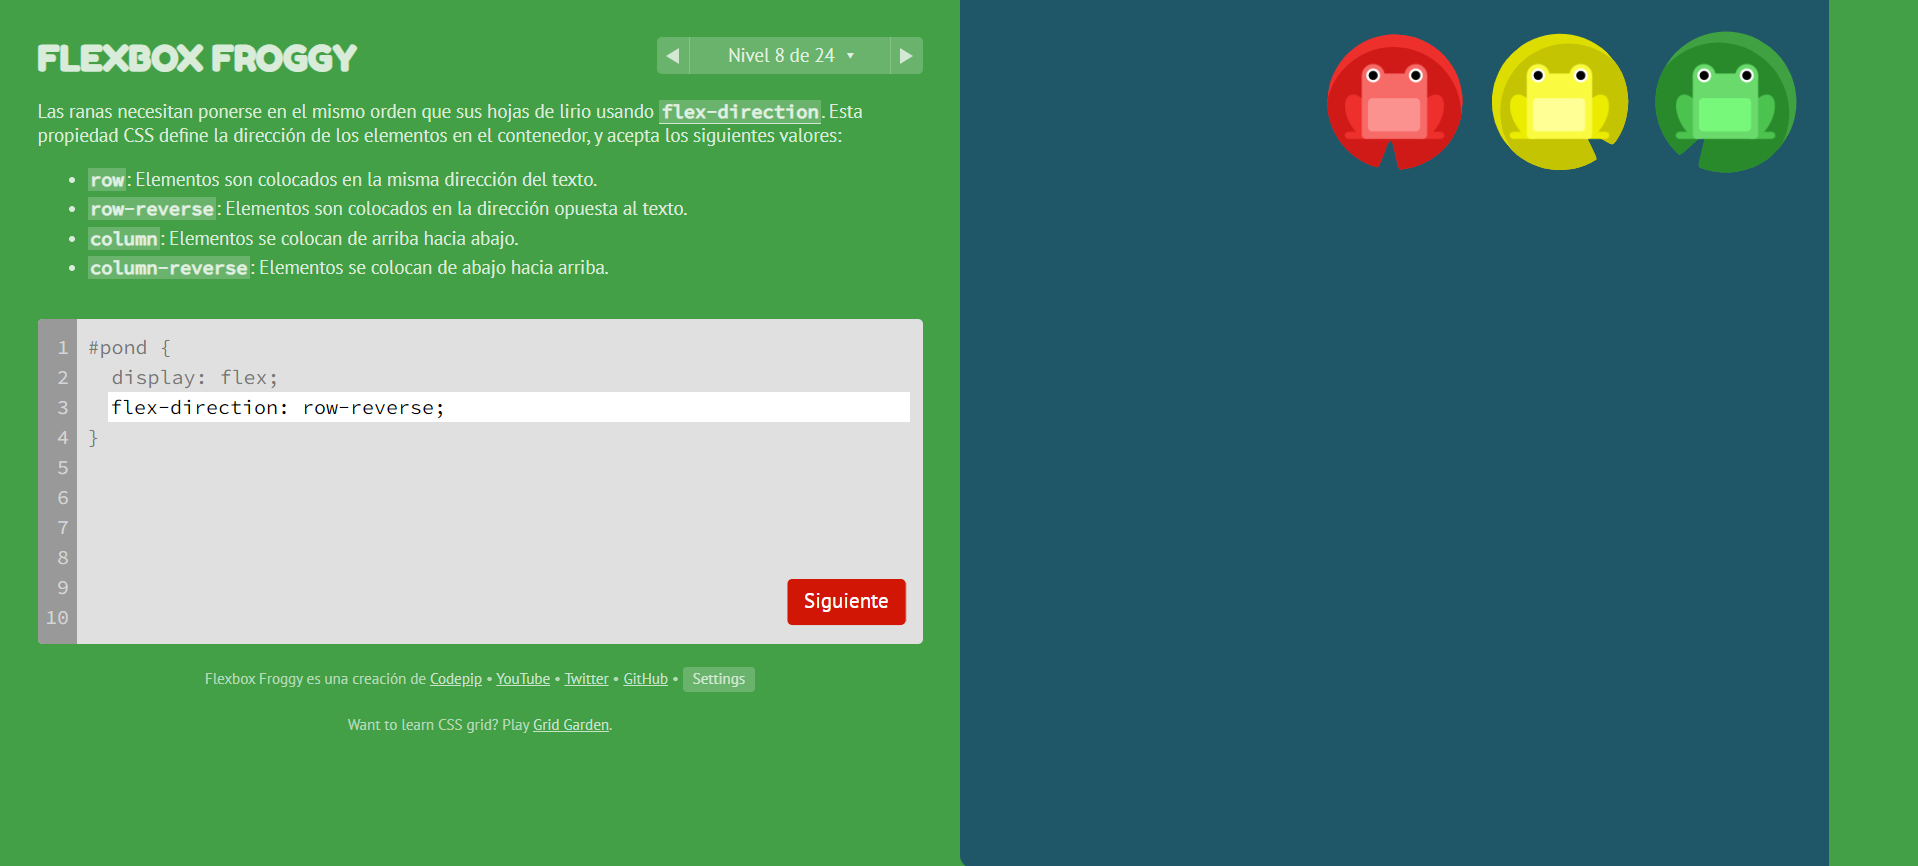 FLEXBOX FROGGY
Nivel 8 de 24
Las ranas necesitan ponerse en el mismo orden que sus hojas de lirio usando flex-direction. Esta
propiedad CSS define la dirección de los elementos en el contenedor, y acepta los siguientes valores:
• row: Elementos son colocados en la misma dirección del texto.
• row-reverse: Elementos son colocados en la dirección opuesta al texto.
• column: Elementos se colocan de arriba hacia abajo.
• column-reverse: Elementos se colocan de abajo hacia arriba.
1 #pond {
2 display: flex;
3 flex-direction: row-reverse;
4 }
5
6
7
8
9
10
Siguiente
Flexbox Froggy es una creación de Codepip • YouTube • Twitter • GitHub • Settings
Want to learn CSS grid? Play Grid Garden.